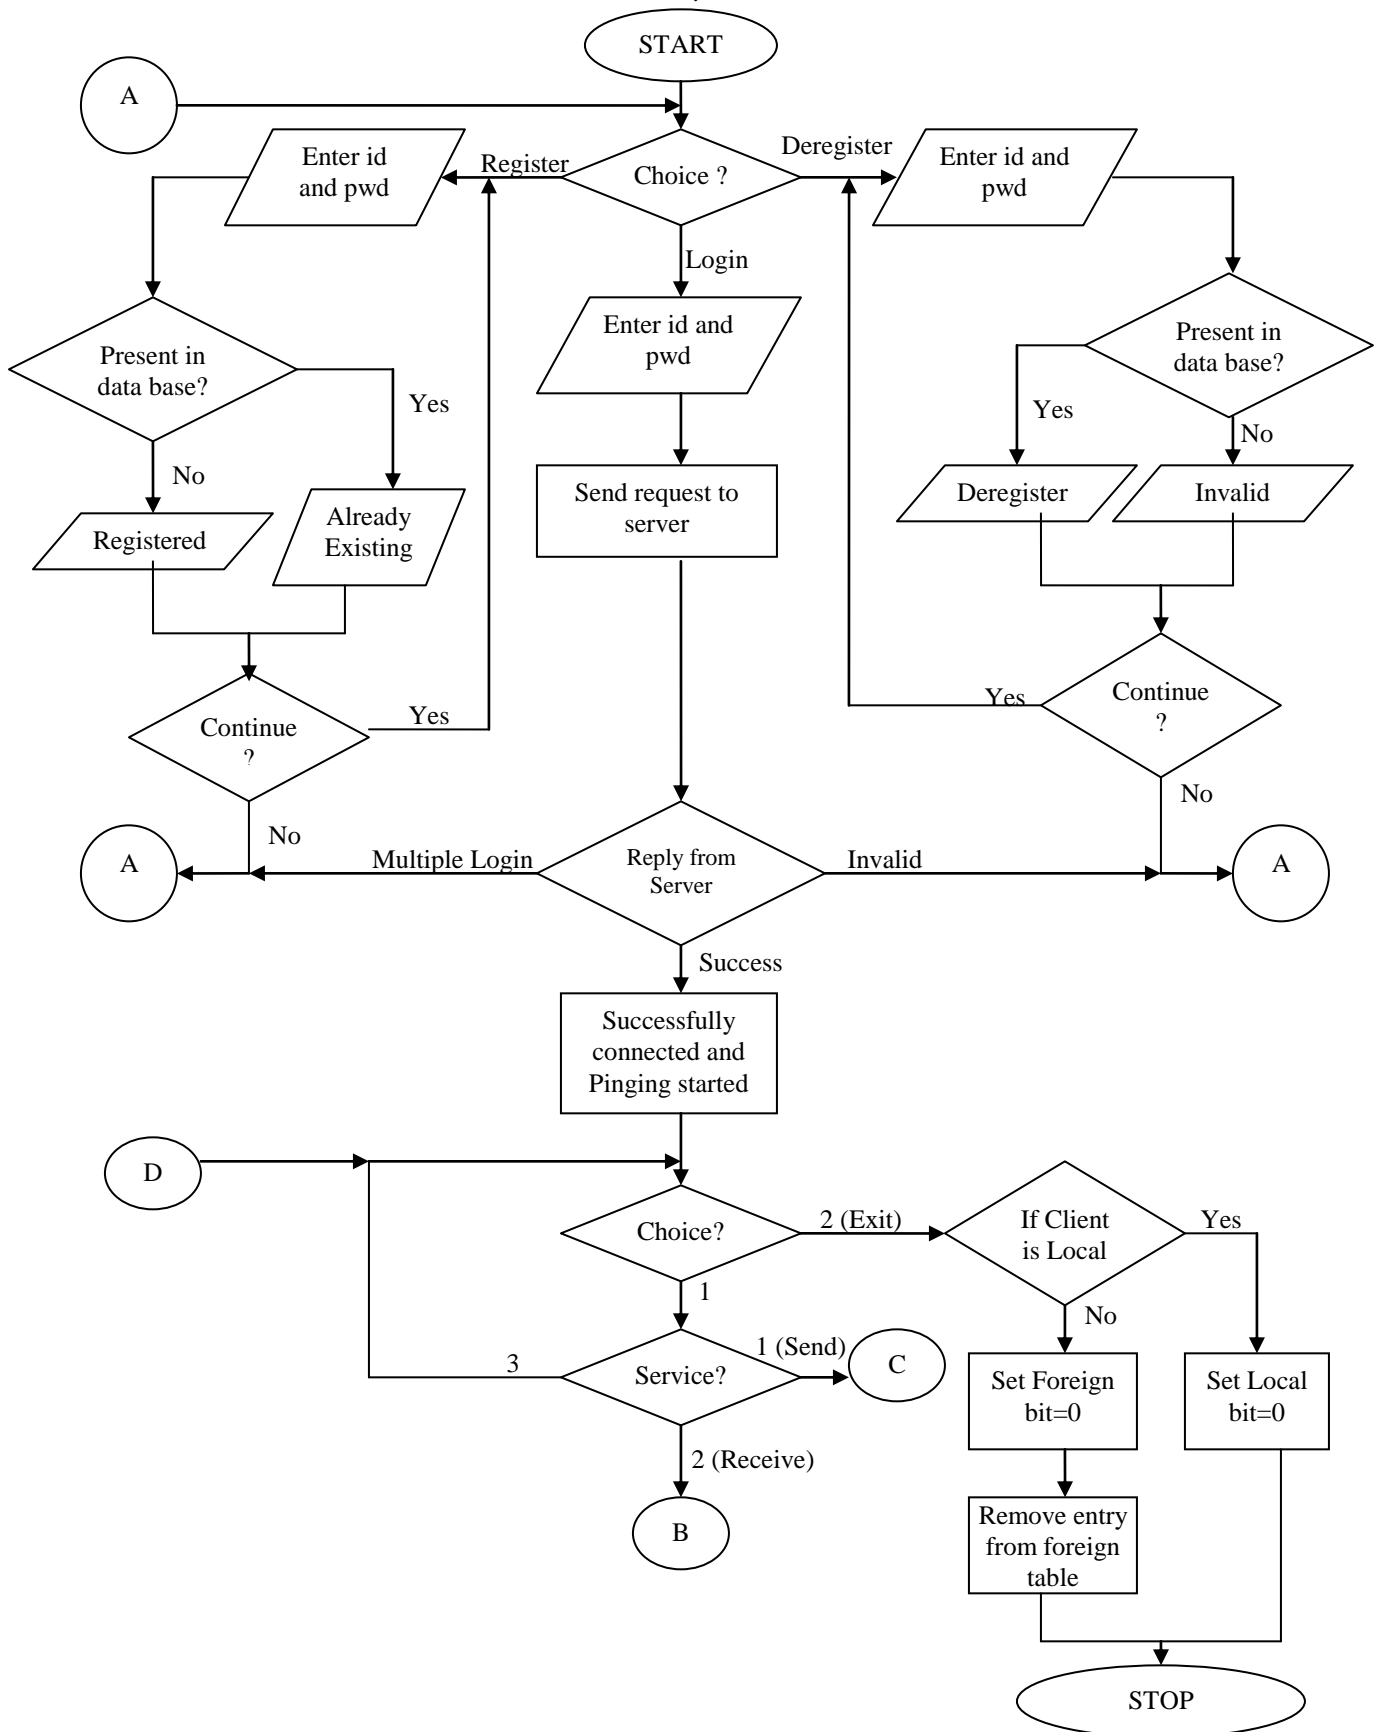 START
A
Enter id
and pwd
Register
Choice ?
Deregister
Enter id and
pwd
Login
Enter id and
pwd
Present in
data base?
Yes
No
Present in
data base?
Yes
No
Registered
Already
Existing
Send request to
server
Deregister
Invalid
Continue
?
Yes
No
Continue
?
Yes
No
A
Multiple Login
Reply from
Server
Invalid
A
Success
Successfully
connected and
Pinging started
D
Choice?
2 (Exit)
If Client
is Local
Yes
No
1
3
Service?
1 (Send)
C
2 (Receive)
B
Set Foreign
bit=0
Set Local
bit=0
Remove entry
from foreign
table
STOP